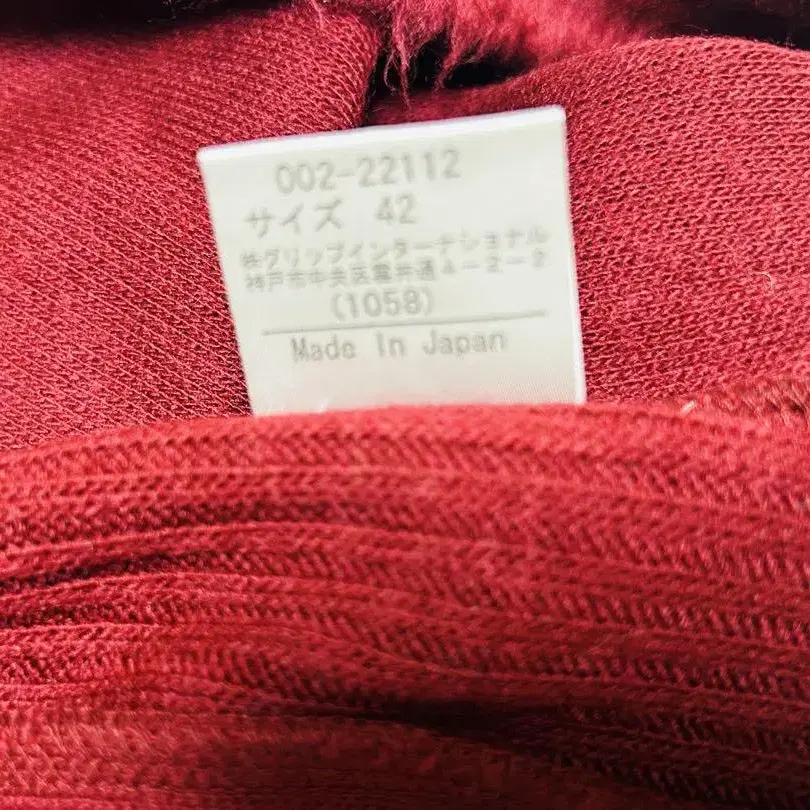 002-22112
サイズ 42
㈱グリップインターナショナル
神戸市中央区雲井通4-2-2
(1058)
Made In Japan